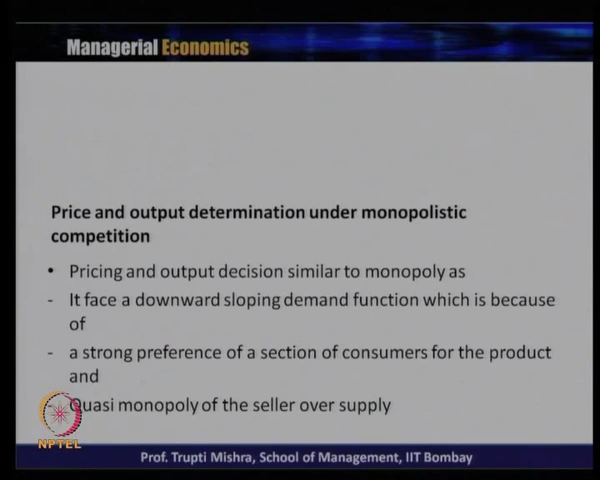 Managerial Economics
Price and output determination under monopolistic
competition
• Pricing and output decision similar to monopoly as
- It face a downward sloping demand function which is because
of
- a strong preference of a section of consumers for the product
and
- Quasi monopoly of the seller over supply
NPTEL
Prof. Trupti Mishra, School of Management, IIT Bombay